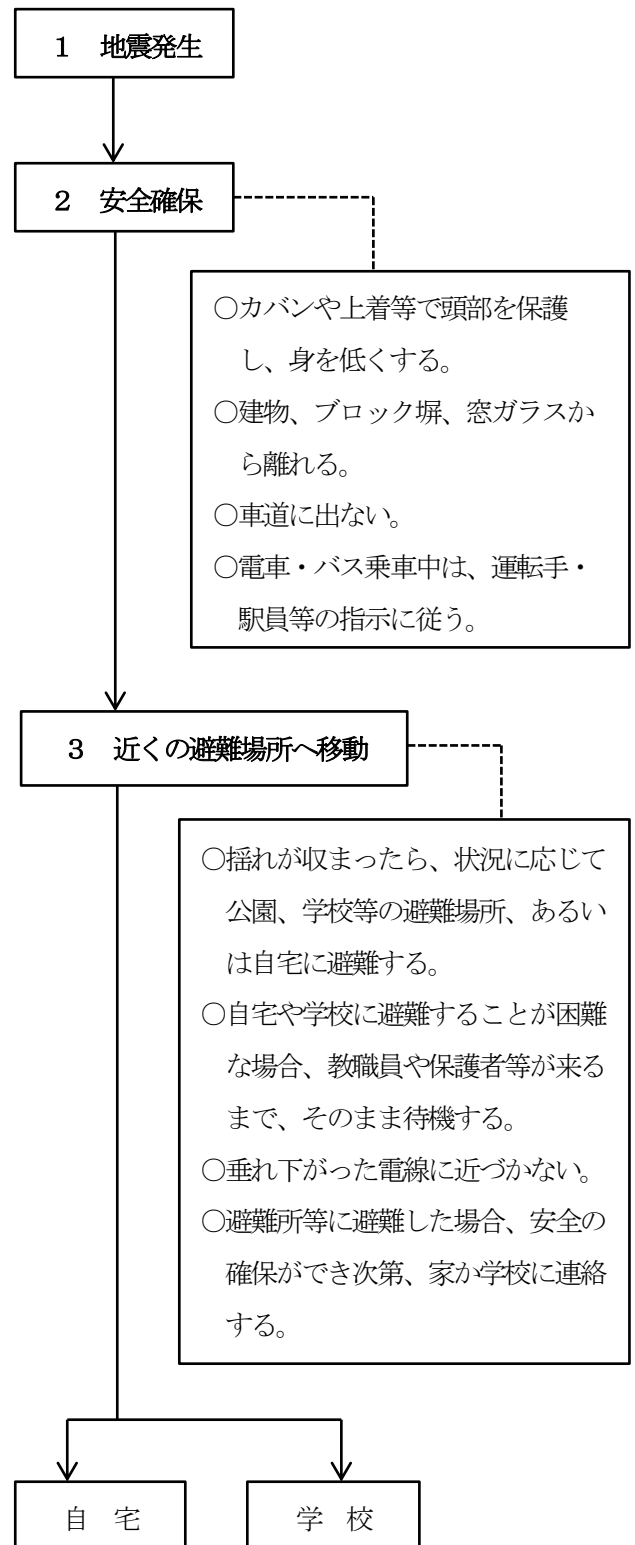 1　地震発生
2　安全確保
○カバンや上着等で頭部を保護
し、身を低くする。
○建物、ブロック塀、窓ガラスか
ら離れる。
○車道に出ない。
○電車・バス乗車中は、運転手・
駅員等の指示に従う。
3　近くの避難場所へ移動
○揺れが収まったら、状況に応じて
公園、学校等の避難場所、あるい
は自宅に避難する。
○自宅や学校に避難することが困難
な場合、教職員や保護者等が来る
まで、そのまま待機する。
○垂れ下がった電線に近づかない。
○避難所等に避難した場合、安全の
確保ができ次第、家か学校に連絡
する。
自　宅
学　校